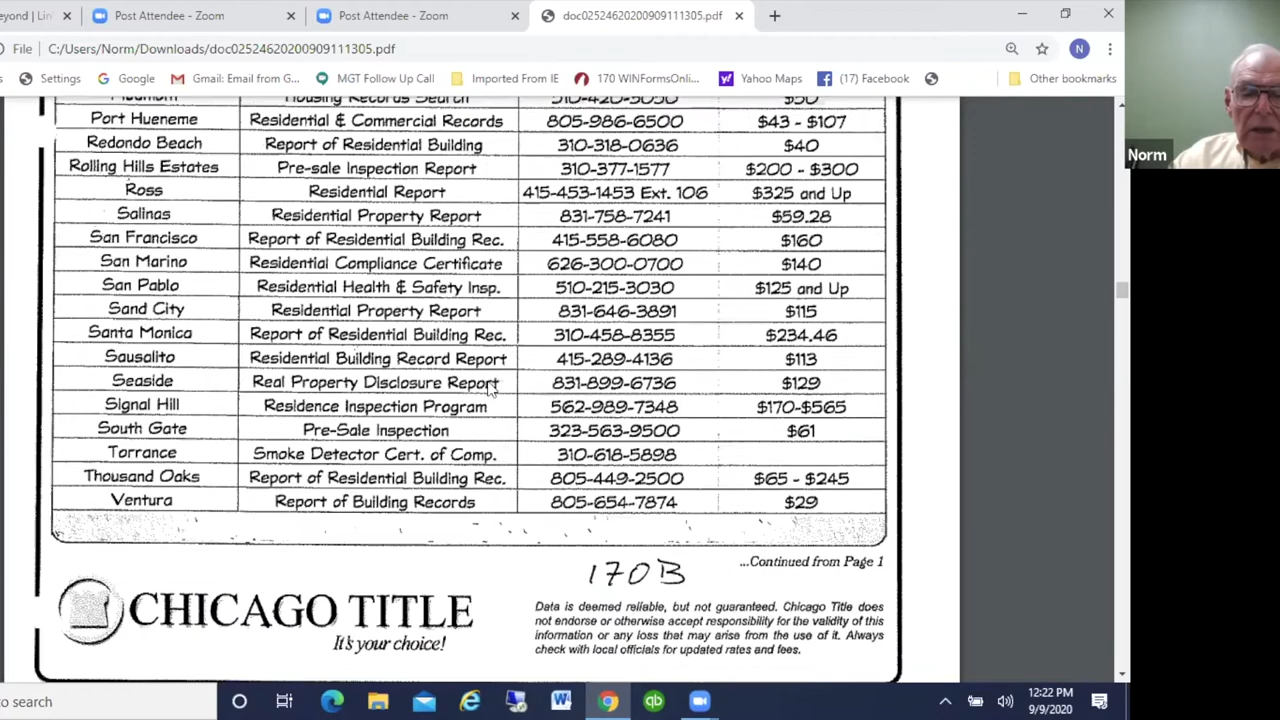 eyond | Lin
Post Attendee - Zoom
Post Attendee - Zoom
doc02524620200909111305.pdf
File | C:/Users/Norm/Downloads/doc02524620200909111305.pdf
N
s Settings Google Gmail: Email from G... MGT Follow Up Call Imported From IE 170 WINFormsOnli... Yahoo Maps (17) Facebook Other bookmarks
Housing Records Search 310-420-3050 $50
Port Hueneme Residential & Commercial Records 805-986-6500 $43 - $107
Redondo Beach Report of Residential Building 310-318-0636 $40
Rolling Hills Estates Pre-sale Inspection Report 310-377-1577 $200 - $300
Ross Residential Report 415-453-1453 Ext. 106 $325 and Up
Salinas Residential Property Report 831-758-7241 $59.28
San Francisco Report of Residential Building Rec. 415-558-6080 $160
San Marino Residential Compliance Certificate 626-300-0700 $140
San Pablo Residential Health & Safety Insp. 510-215-3030 $125 and Up
Sand City Residential Property Report 831-646-3891 $115
Santa Monica Report of Residential Building Rec. 310-458-8355 $234.46
Sausalito Residential Building Record Report 415-289-4136 $113
Seaside Real Property Disclosure Report 831-899-6736 $129
Signal Hill Residence Inspection Program 562-989-7348 $170-$565
South Gate Pre-Sale Inspection 323-563-9500 $61
Torrance Smoke Detector Cert. of Comp. 310-618-5898
Thousand Oaks Report of Residential Building Rec. 805-449-2500 $65 - $245
Ventura Report of Building Records 805-654-7874 $29
...Continued from Page 1
170B
CHICAGO TITLE
It's your choice!
Data is deemed reliable, but not guaranteed. Chicago Title does
not endorse or otherwise accept responsibility for the validity of this
information or any loss that may arise from the use of it. Always
check with local officials for updated rates and fees.
Norm
o search
12:22 PM
9/9/2020